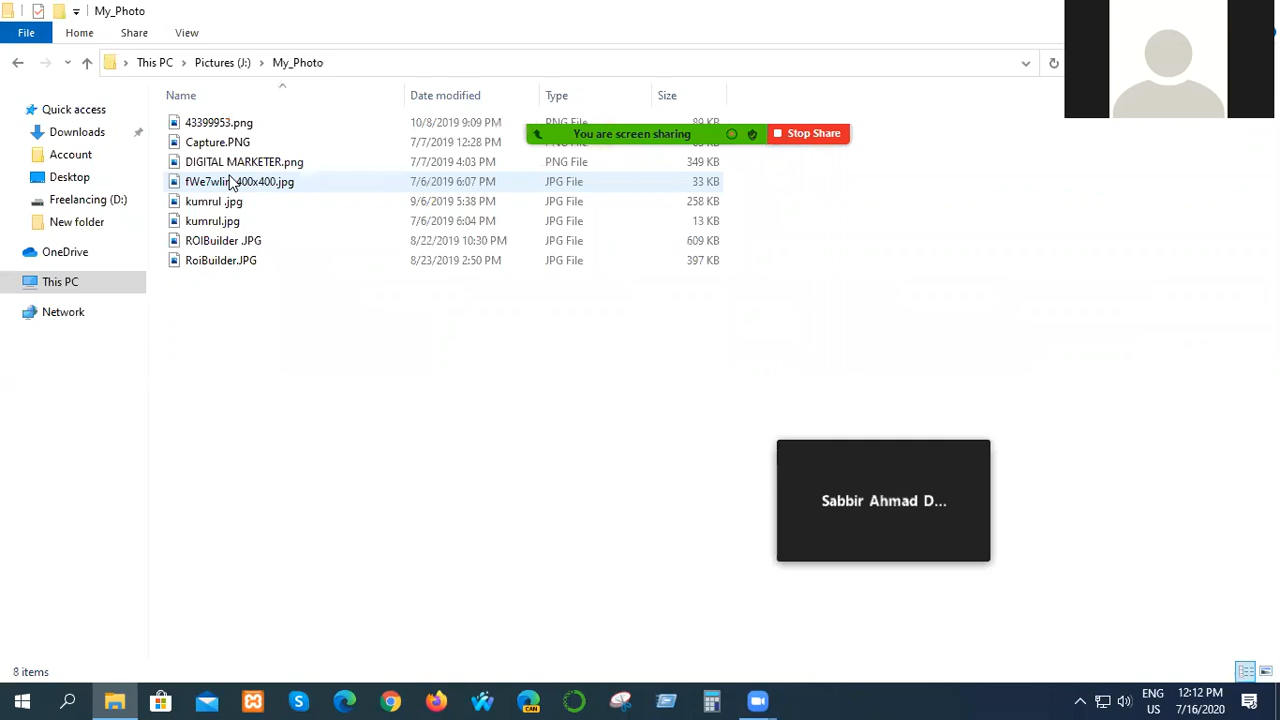 My_Photo
File Home Share View
This PC Pictures (J:) My_Photo
Name Date modified Type Size
Quick access
Downloads
Account
Desktop
Freelancing (D:)
New folder
OneDrive
This PC
Network
43399953.png 10/8/2019 9:09 PM PNG File 89 KB
Capture.PNG 7/7/2019 12:28 PM KB
DIGITAL MARKETER.png 7/7/2019 4:03 PM PNG File 349 KB
400x400.jpg 7/6/2019 6:07 PM JPG File 33 KB
kumrul .jpg 9/6/2019 5:38 PM JPG File 258 KB
kumrul.jpg 7/6/2019 6:04 PM JPG File 13 KB
ROIBuilder .JPG 8/22/2019 10:30 PM JPG File 609 KB
RoiBuilder.JPG 8/23/2019 2:50 PM JPG File 397 KB
You are screen sharing Stop Share
Sabbir Ahmad D...
8 items
CAN
ENG
US
12:12 PM
7/16/2020